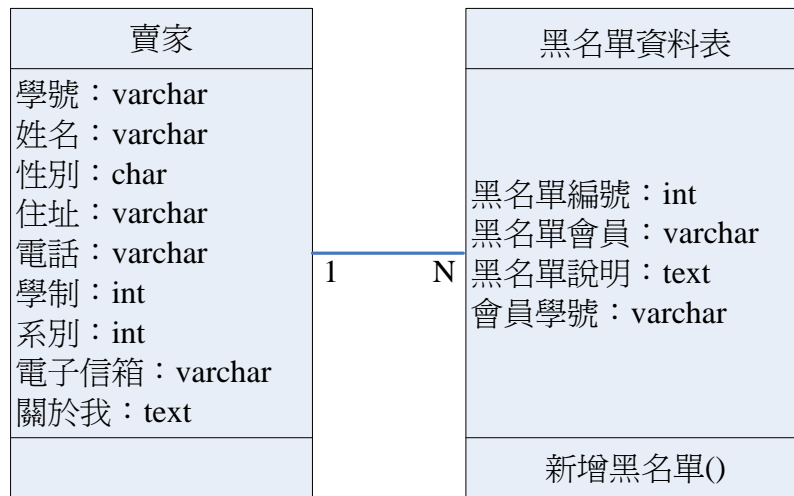 賣家
學號：varchar
姓名：varchar
性別：char
住址：varchar
電話：varchar
學制：int
系別：int
電子信箱：varchar
關於我：text
1
N
黑名單資料表
黑名單編號：int
黑名單會員：varchar
黑名單說明：text
會員學號：varchar
新增黑名單()